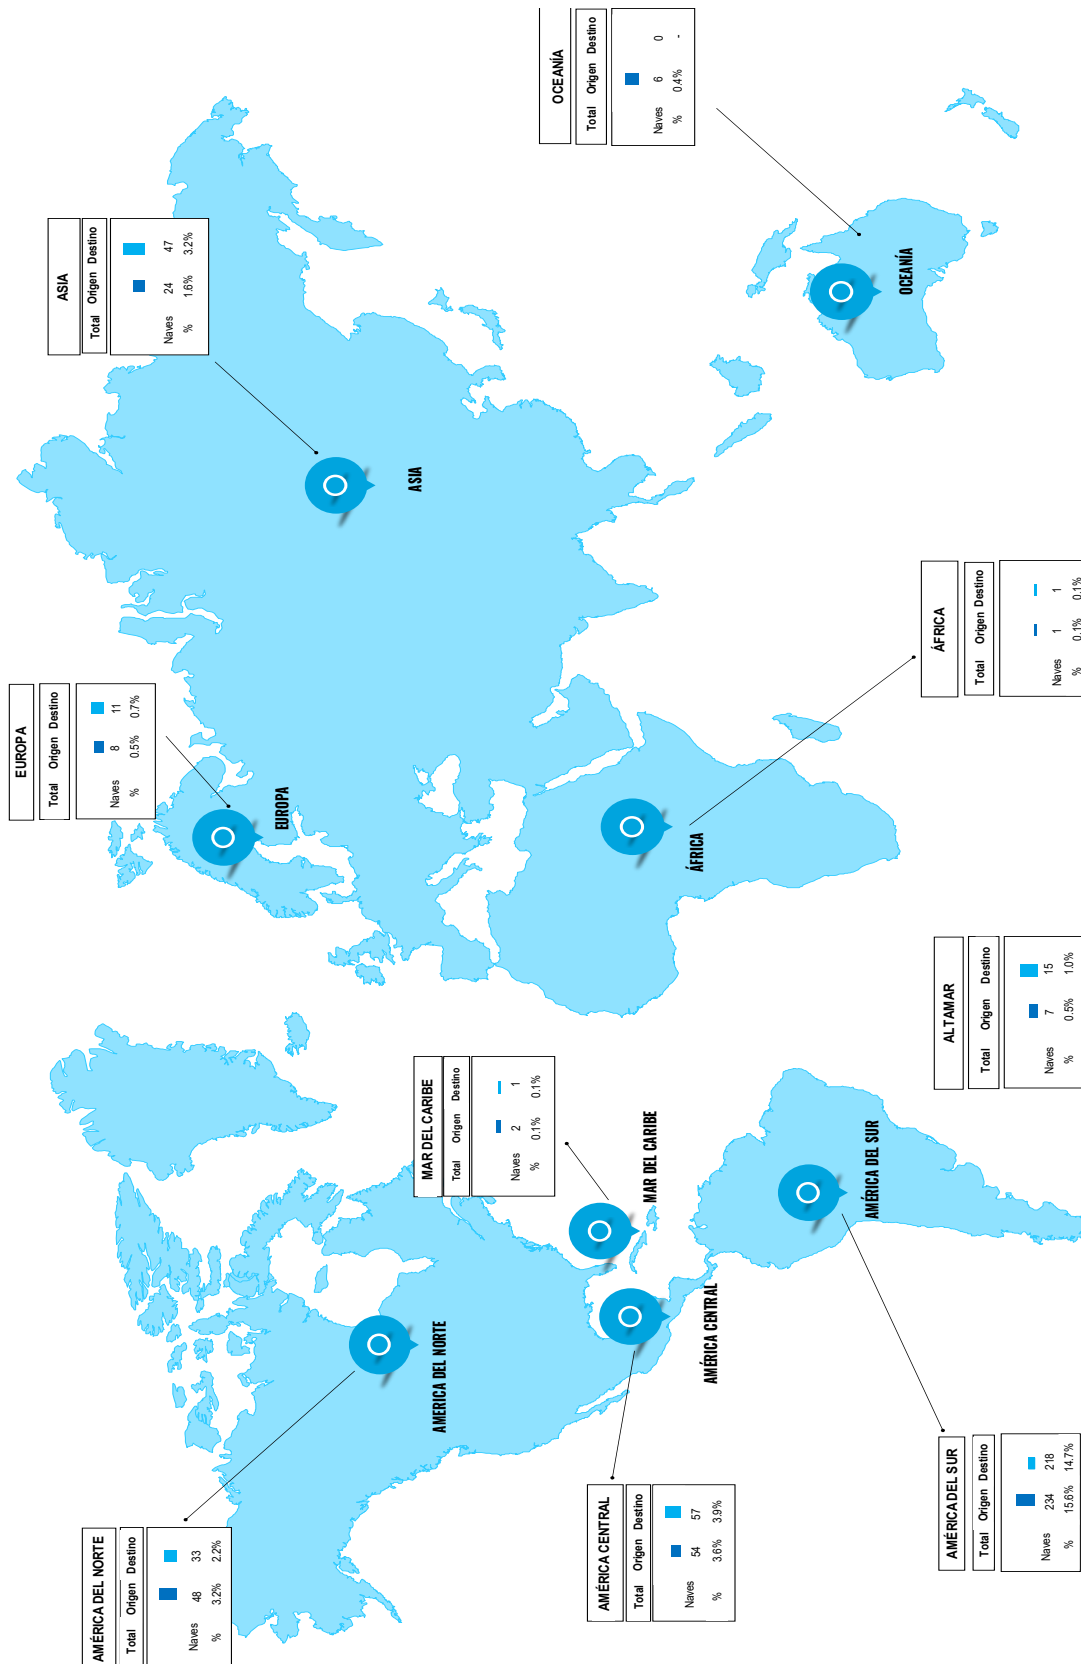 AMÉRICA DEL NORTE
Total Origen Destino
Naves 48 33
% 3.2% 2.2%
AMÉRICA CENTRAL
Total Origen Destino
Naves 54 57
% 3.6% 3.9%
AMÉRICA DEL SUR
Total Origen Destino
Naves 234 218
% 15.6% 14.7%
MAR DEL CARIBE
Total Origen Destino
Naves 2 1
% 0.1% 0.1%
ALTAMAR
Total Origen Destino
Naves 7 15
% 0.5% 1.0%
EUROPA
Total Origen Destino
Naves 8 11
% 0.5% 0.7%
ÁFRICA
Total Origen Destino
Naves 1 1
% 0.1% 0.1%
ASIA
Total Origen Destino
Naves 24 47
% 1.6% 3.2%
OCEANÍA
Total Origen Destino
Naves 6 0
% 0.4% -
AMERICA DEL NORTE
AMÉRICA CENTRAL
MAR DEL CARIBE
AMÉRICA DEL SUR
EUROPA
ÁFRICA
ASIA
OCEANÍA